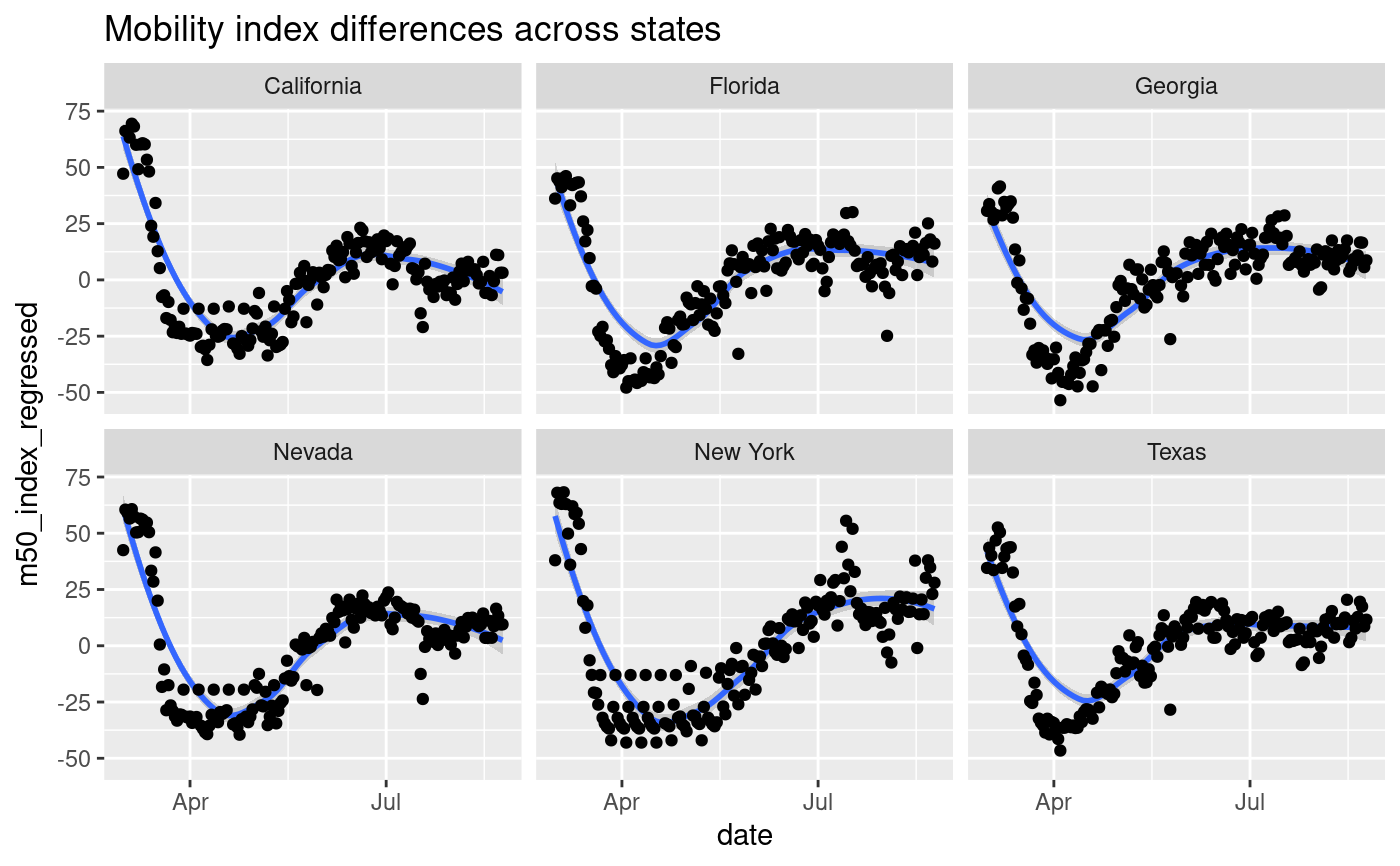 Mobility index differences across states
California Florida Georgia
75
50
25
0
-25
-50
m50_index_regressed
Nevada New York Texas
75
50
25
0
-25
-50
Apr Jul Apr Jul Apr Jul
date